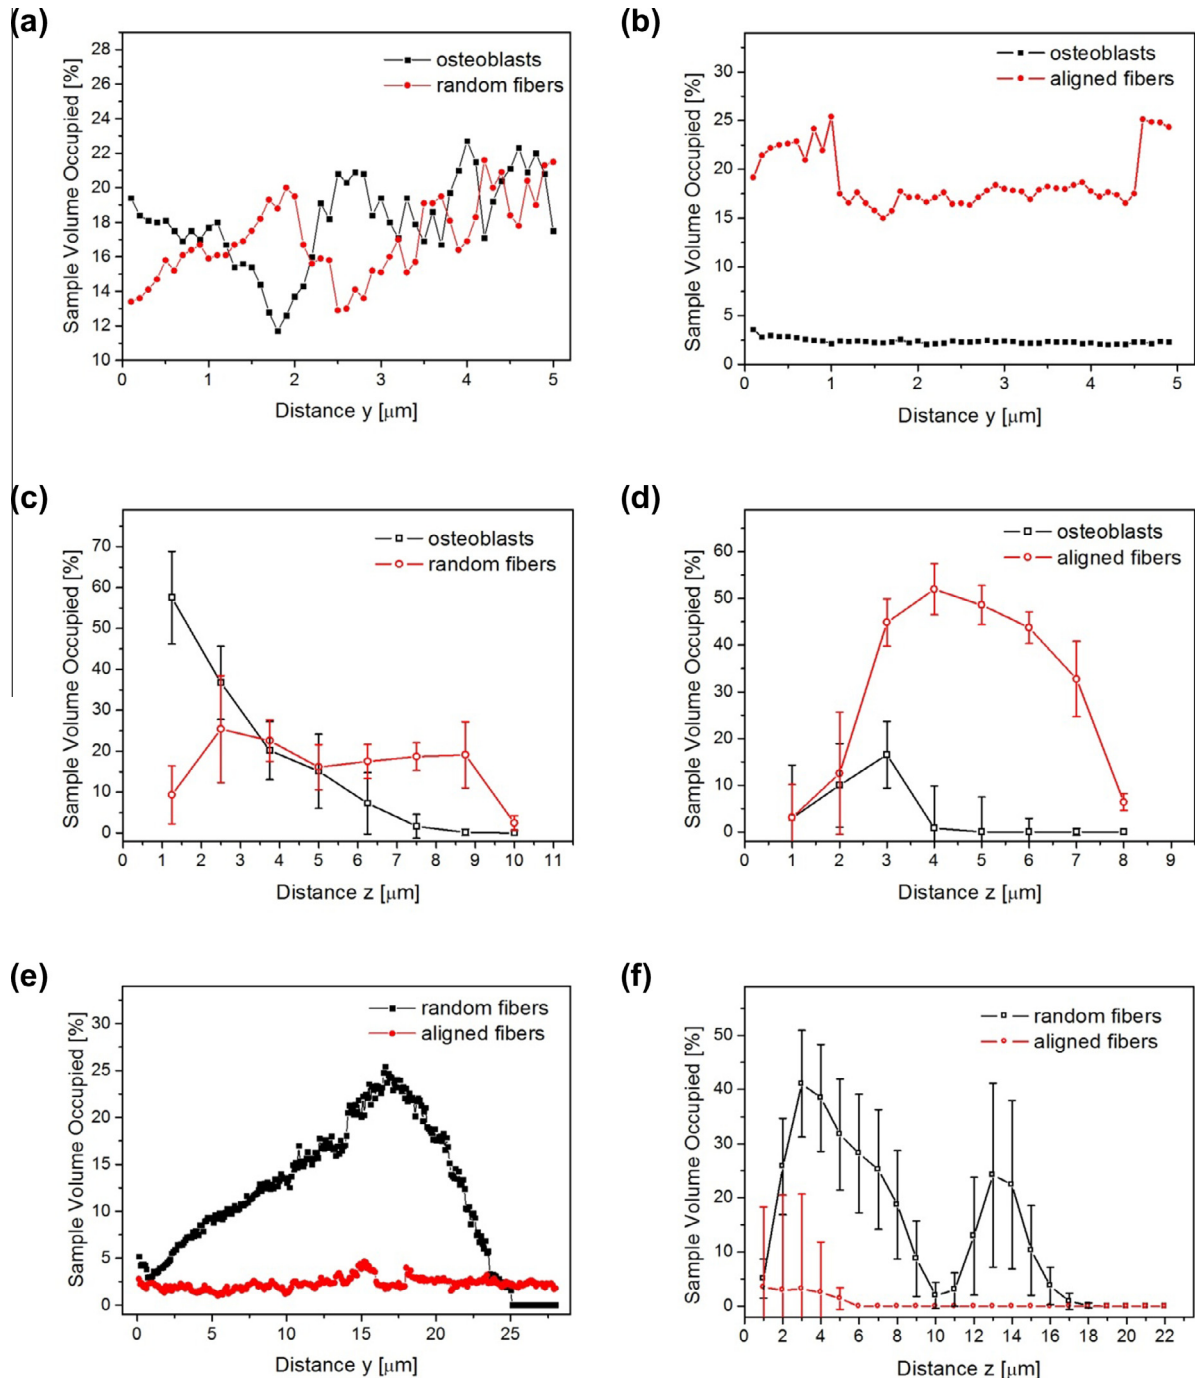 (a)
28
26
24
22
20
18
16
14
12
10
0 1 2 3 4 5
Sample Volume Occupied [%]
Distance y [μm]
osteoblasts
random fibers
(b)
30
25
20
15
10
5
0
0 1 2 3 4 5
Sample Volume Occupied [%]
Distance y [μm]
osteoblasts
aligned fibers
(c)
70
60
50
40
30
20
10
0
0 1 2 3 4 5 6 7 8 9 10 11
Sample Volume Occupied [%]
Distance z [μm]
osteoblasts
random fibers
(d)
60
50
40
30
20
10
0
1 2 3 4 5 6 7 8 9
Sample Volume Occupied [%]
Distance z [μm]
osteoblasts
aligned fibers
(e)
30
25
20
15
10
5
0
0 5 10 15 20 25
Sample Volume Occupied [%]
Distance y [μm]
random fibers
aligned fibers
(f)
50
40
30
20
10
0
2 4 6 8 10 12 14 16 18 20 22
Sample Volume Occupied [%]
Distance z [μm]
random fibers
aligned fibers